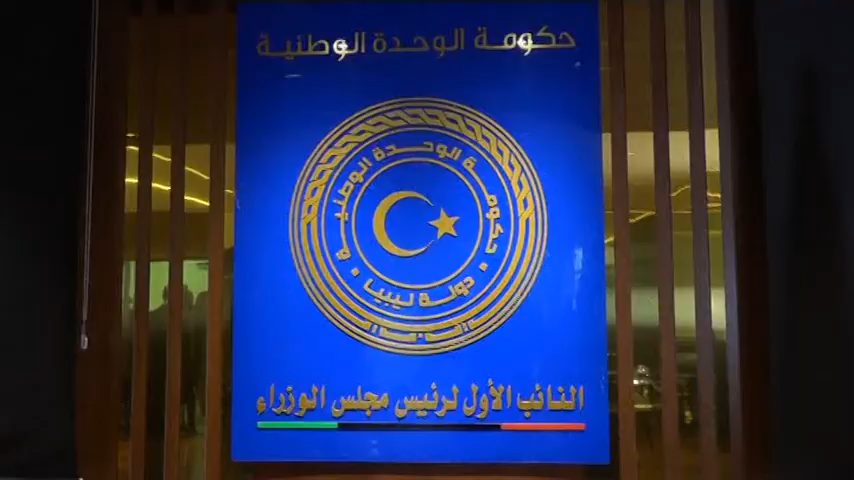 حكومة الوحدة الوطنية
حكومة الوحدة الوطنية
دولة ليبيا
النائب الأول لرئيس مجلس الوزراء